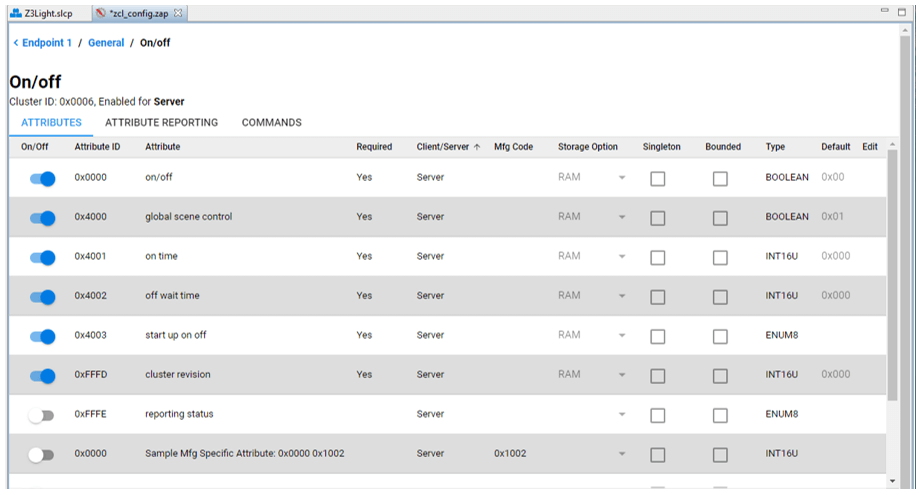 Z3Light.slcp *zcl_config.zap
< Endpoint 1 / General / On/off
On/off
Cluster ID: 0x0006, Enabled for Server
ATTRIBUTES ATTRIBUTE REPORTING COMMANDS
On/Off Attribute ID Attribute Required Client/Server ↑ Mfg Code Storage Option Singleton Bounded Type Default Edit
0x0000 on/off Yes Server RAM BOOLEAN 0x00
0x4000 global scene control Yes Server RAM BOOLEAN 0x01
0x4001 on time Yes Server RAM INT16U 0x000
0x4002 off wait time Yes Server RAM INT16U 0x000
0x4003 start up on off Yes Server RAM ENUM8
0xFFFD cluster revision Yes Server RAM INT16U 0x000
0xFFFE reporting status Server ENUM8
0x0000 Sample Mfg Specific Attribute: 0x0000 0x1002 Server 0x1002 INT16U